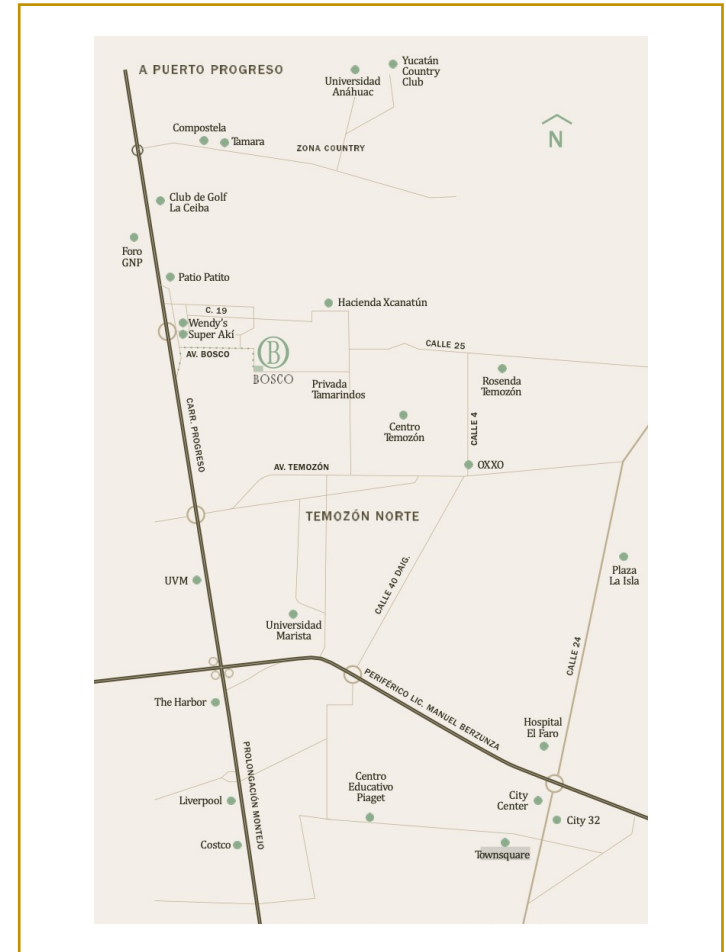 A PUERTO PROGRESO
Universidad
Anáhuac
Yucatán
Country
Club
Compostela
Tamara
ZONA COUNTRY
N
Club de Golf
La Ceiba
Foro
GNP
Patio Patito
Hacienda Xcanatún
C. 19
Wendy's
Super Akí
AV. BOSCO
B
BOSCO
CALLE 25
Privada
Tamarindos
Rosenda
Temozón
CARR. PROGRESO
Centro
Temozón
CALLE 4
AV. TEMOZÓN
OXXO
TEMOZÓN NORTE
UVM
CALLE 40 DAIG.
Plaza
La Isla
Universidad
Marista
CALLE 24
PERIFÉRICO LIC. MANUEL BERZUNZA
The Harbor
Hospital
El Faro
PROLONGACIÓN MONTEJO
Centro
Educativo
Piaget
Liverpool
City
Center
City 32
Costco
Townsquare